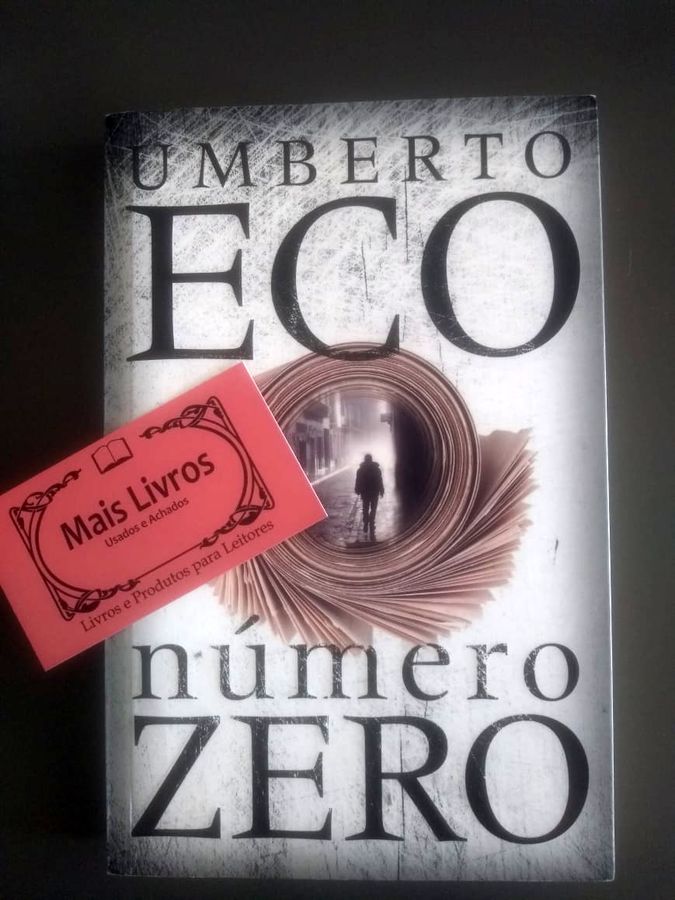 UMBERTO
ECO
Mais Livros
Usados e Achados
Livros e Produtos para Leitores
número
ZERO